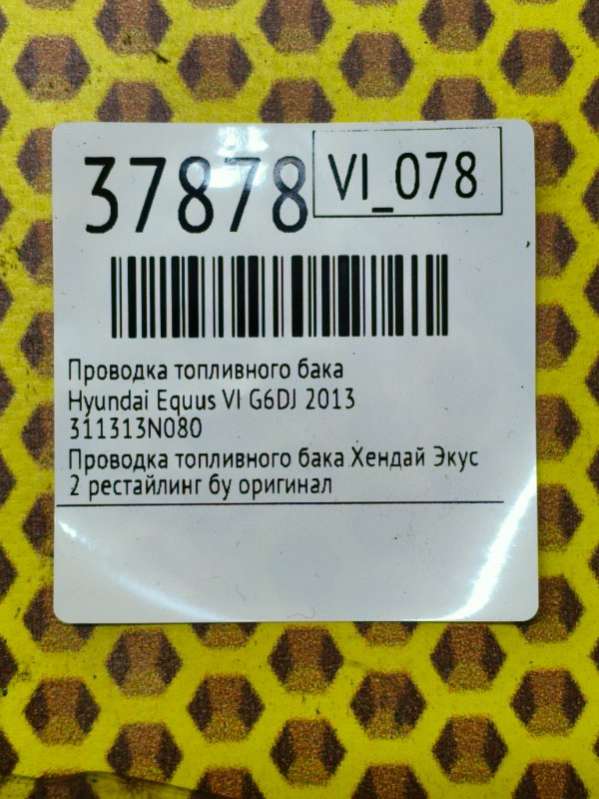 37878
VI_078
Проводка топливного бака
Hyundai Equus VI G6DJ 2013
311313N080
Проводка топливного бака Хендай Экус
2 рестайлинг бу оригинал